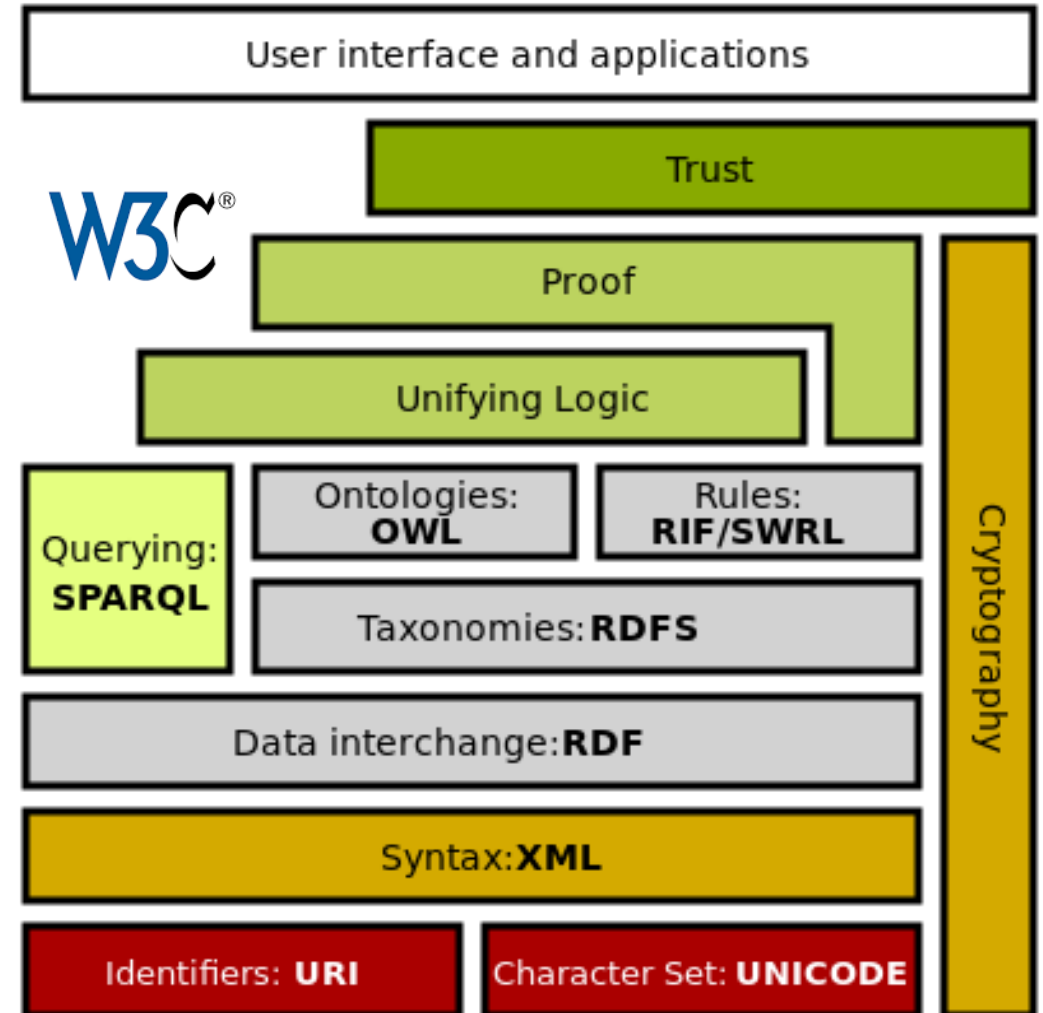 User interface and applications
Trust
W3C®
Proof
Unifying Logic
Ontologies:
OWL
Rules:
RIF/SWRL
Querying:
SPARQL
Taxonomies: RDFS
Cryptography
Data interchange: RDF
Syntax: XML
Identifiers: URI
Character Set: UNICODE